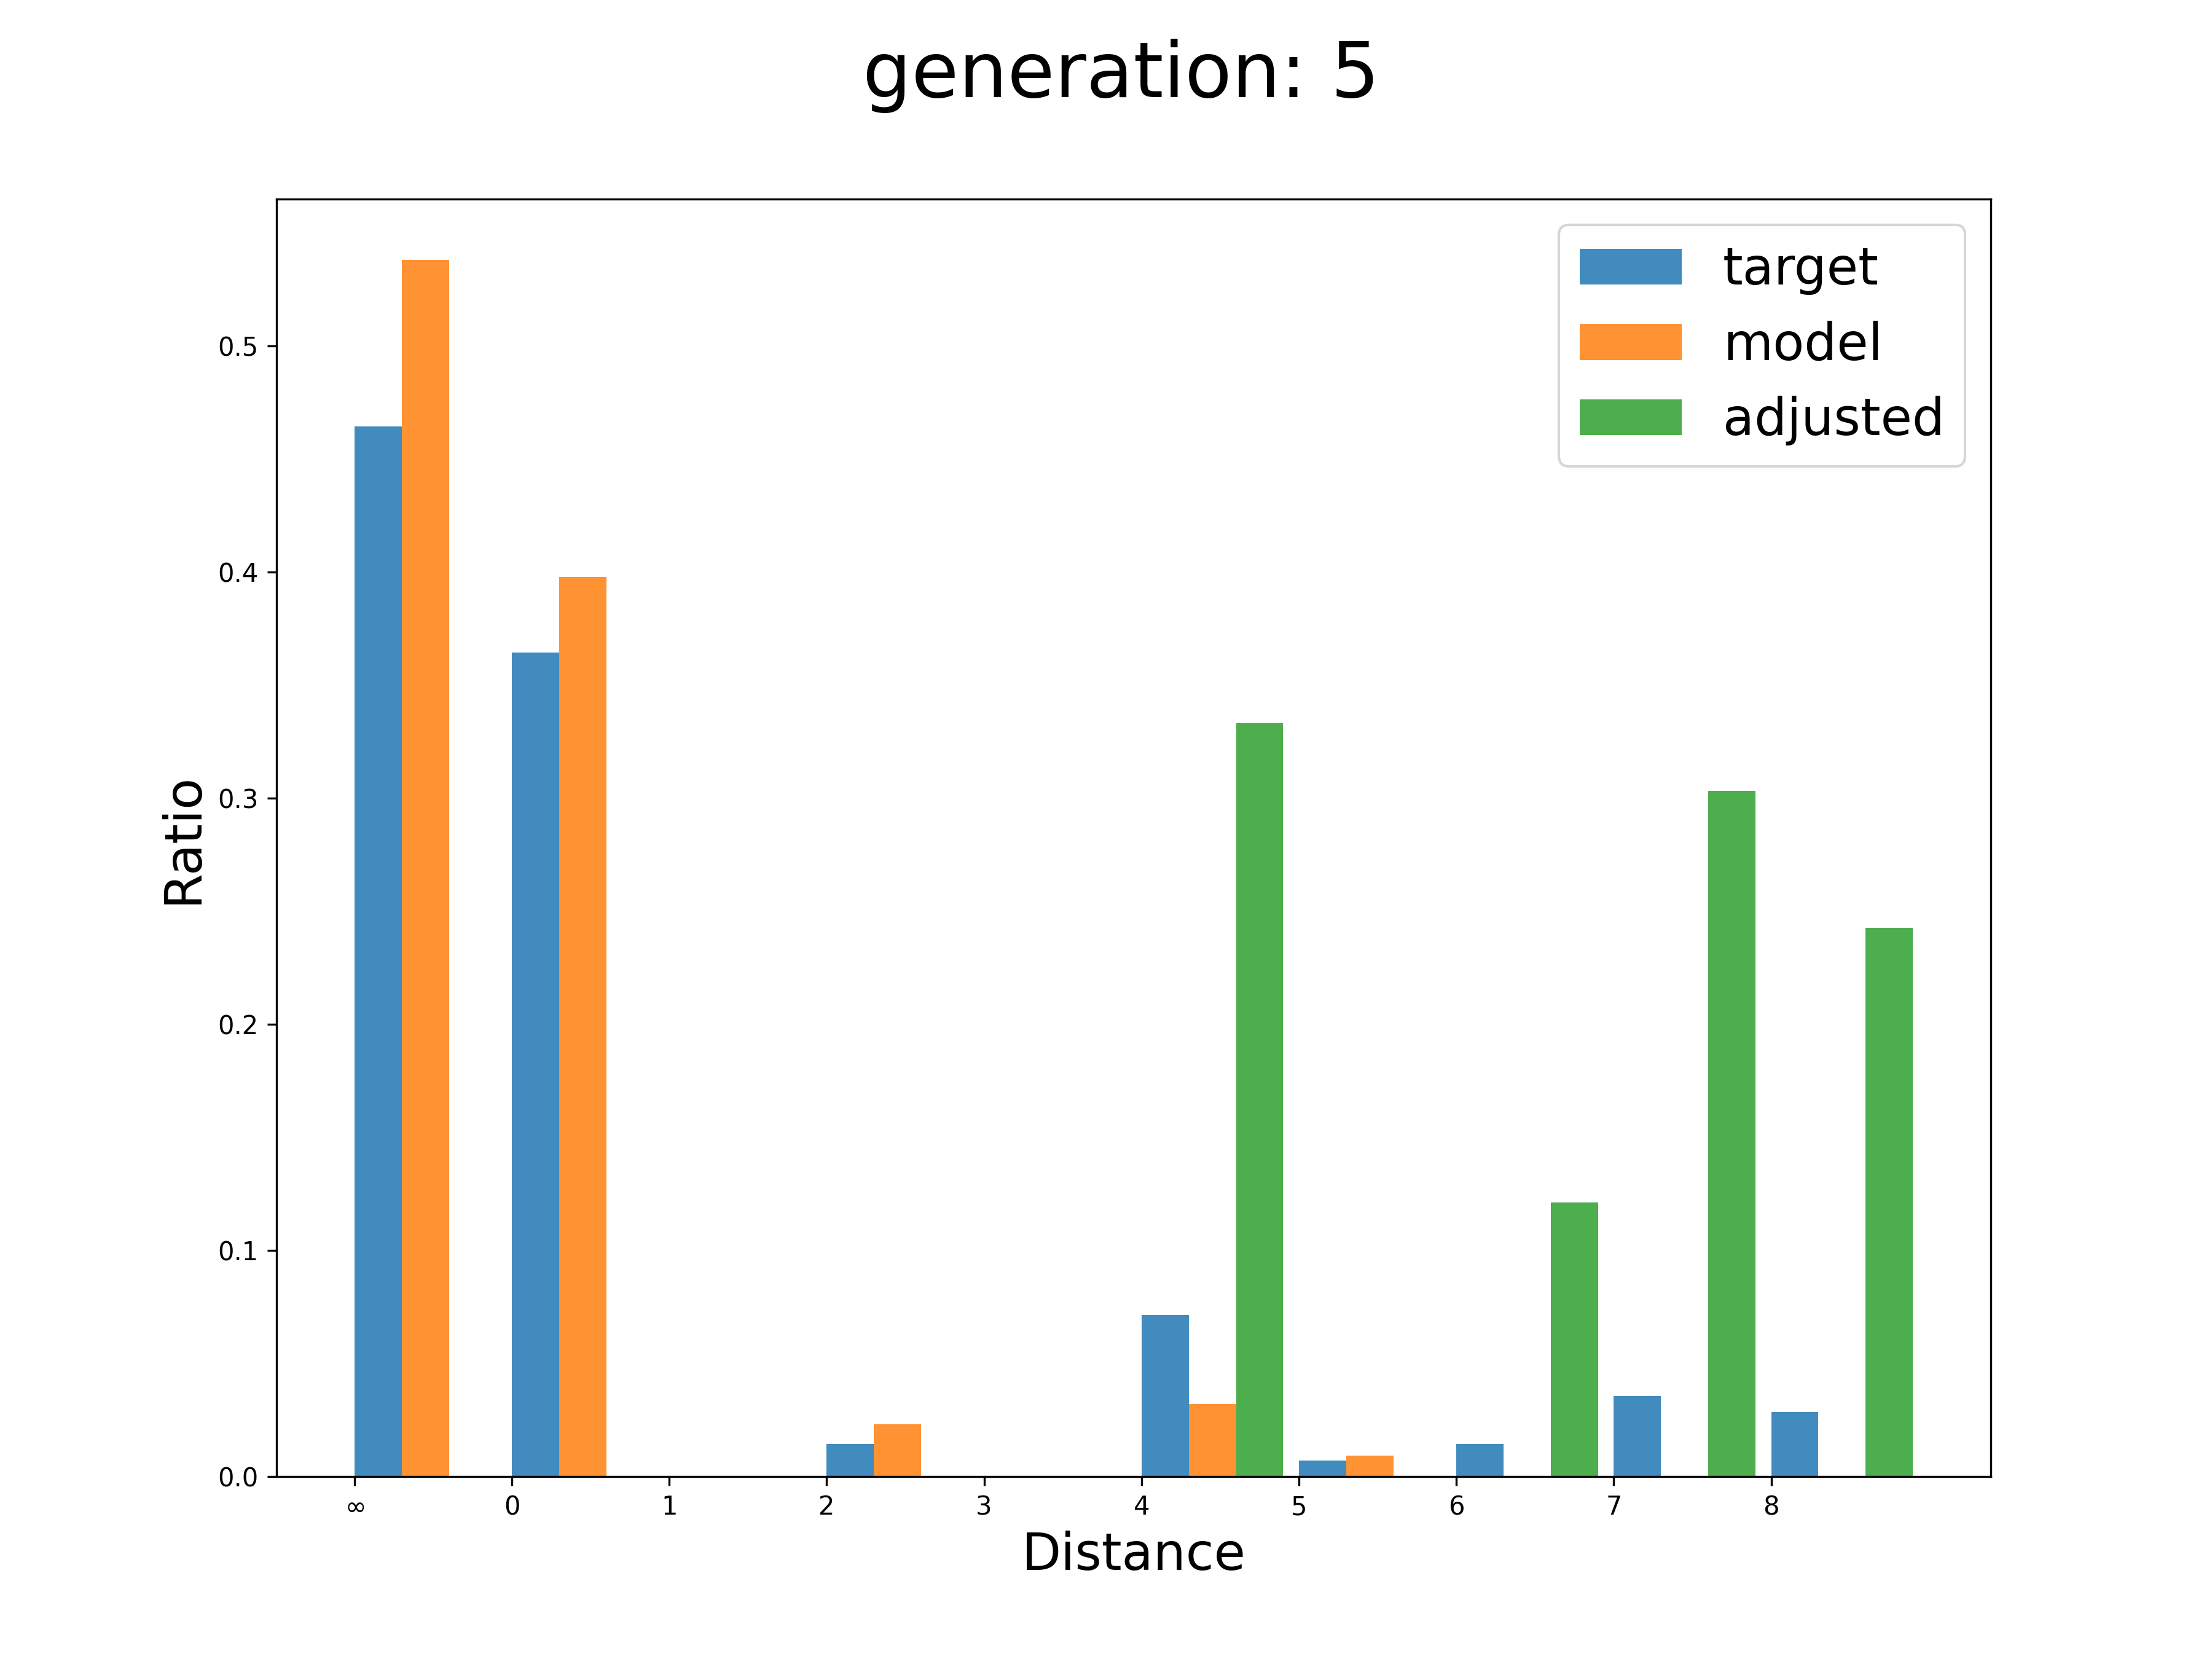 generation: 5
target
model
adjusted
Ratio
0.5
0.4
0.3
0.2
0.1
0.0
∞ 0 1 2 3 4 5 6 7 8
Distance